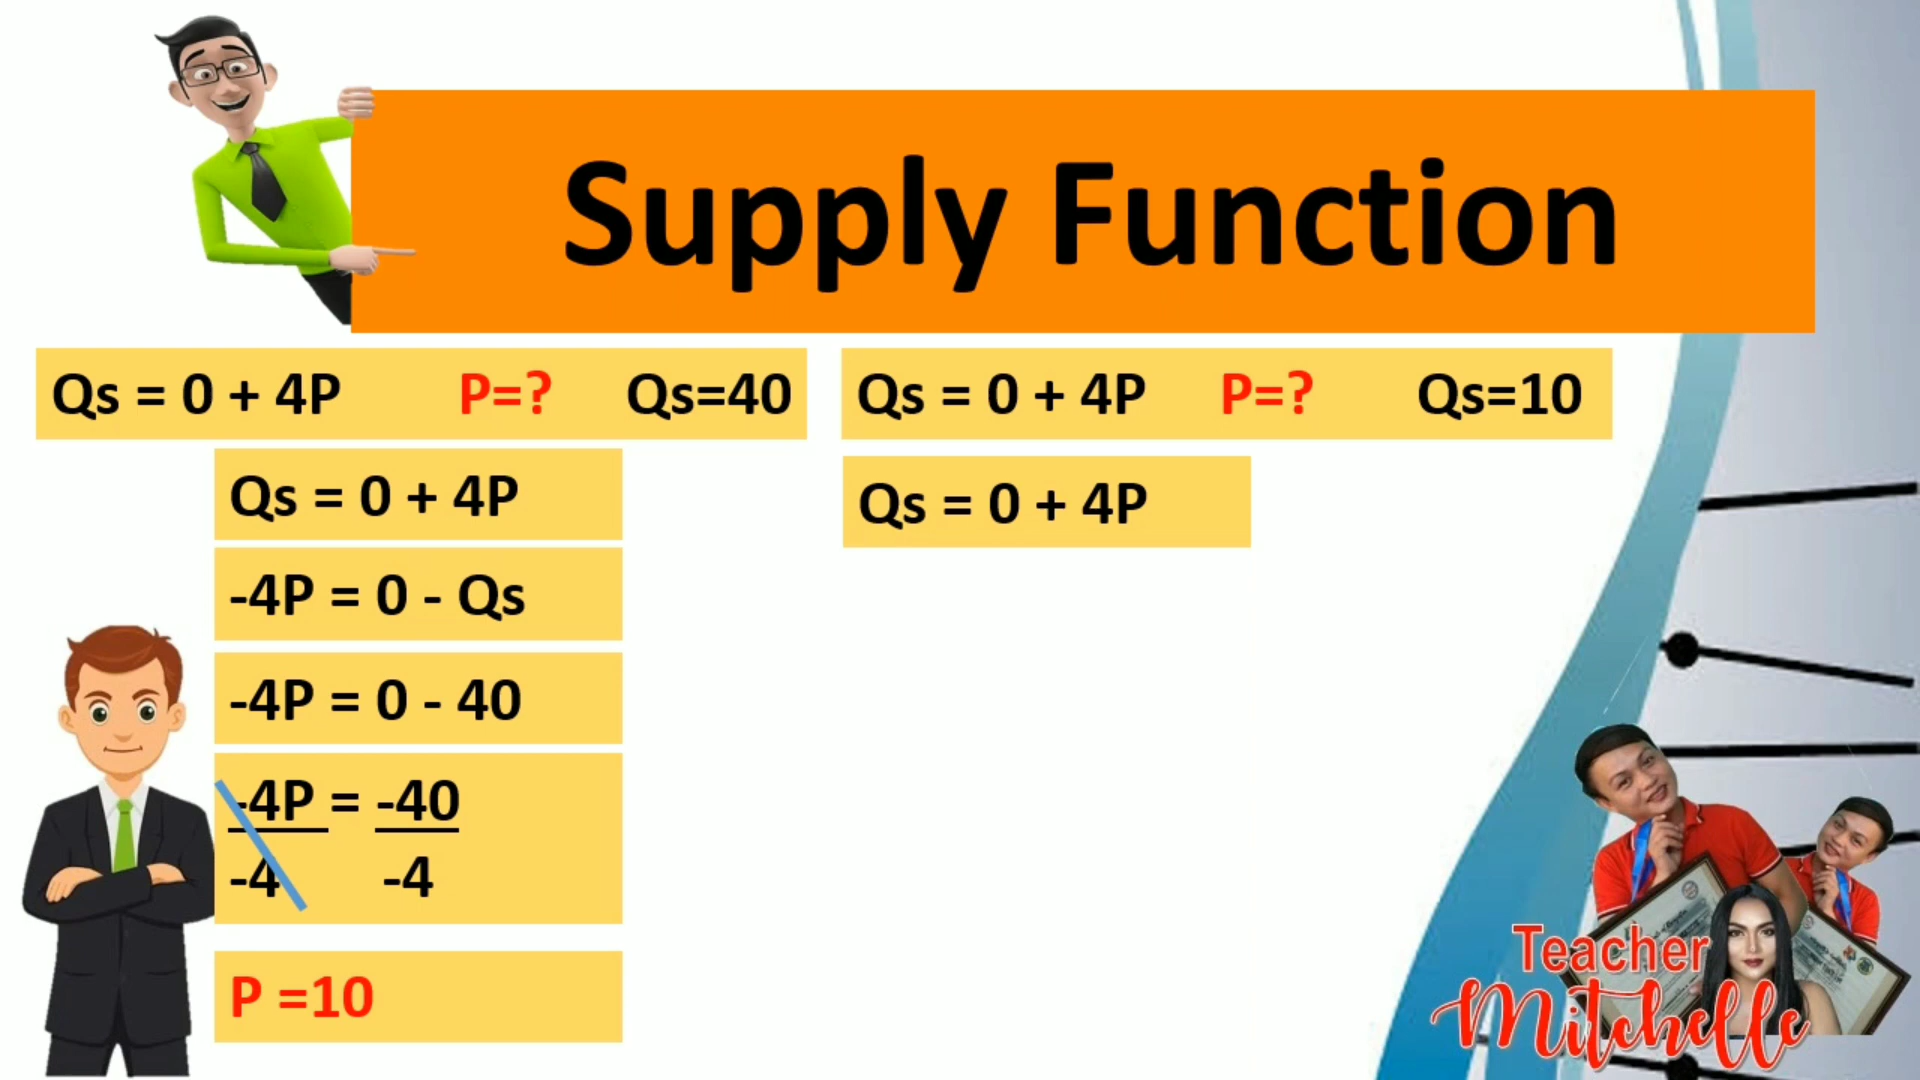 Supply Function
Qs = 0 + 4P P=? Qs=40
Qs = 0 + 4P
-4P = 0 - Qs
-4P = 0 - 40
-4P = -40
-4 -4
P =10
Qs = 0 + 4P P=? Qs=10
Qs = 0 + 4P
Teacher
Mitchelle